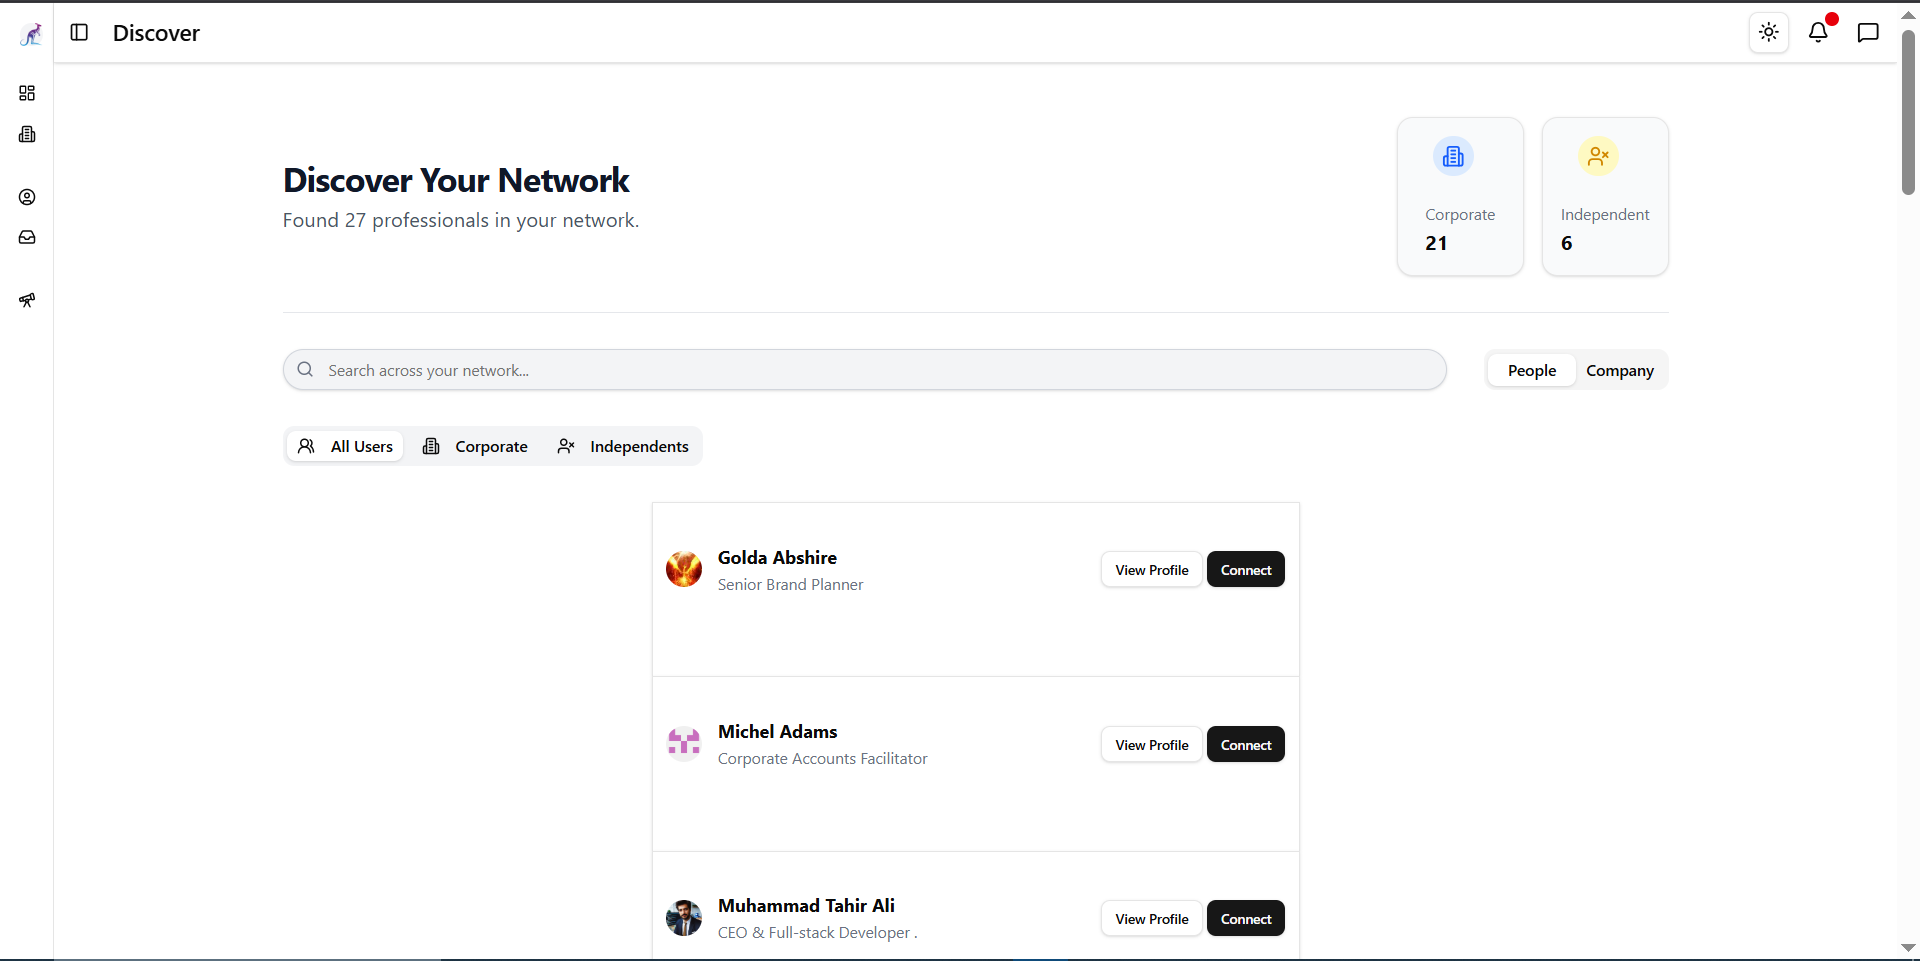 Discover
Discover Your Network
Found 27 professionals in your network.
Corporate
21
Independent
6
Search across your network...
People
Company
All Users
Corporate
Independents
Golda Abshire
Senior Brand Planner
View Profile
Connect
Michel Adams
Corporate Accounts Facilitator
View Profile
Connect
Muhammad Tahir Ali
CEO & Full-stack Developer .
View Profile
Connect